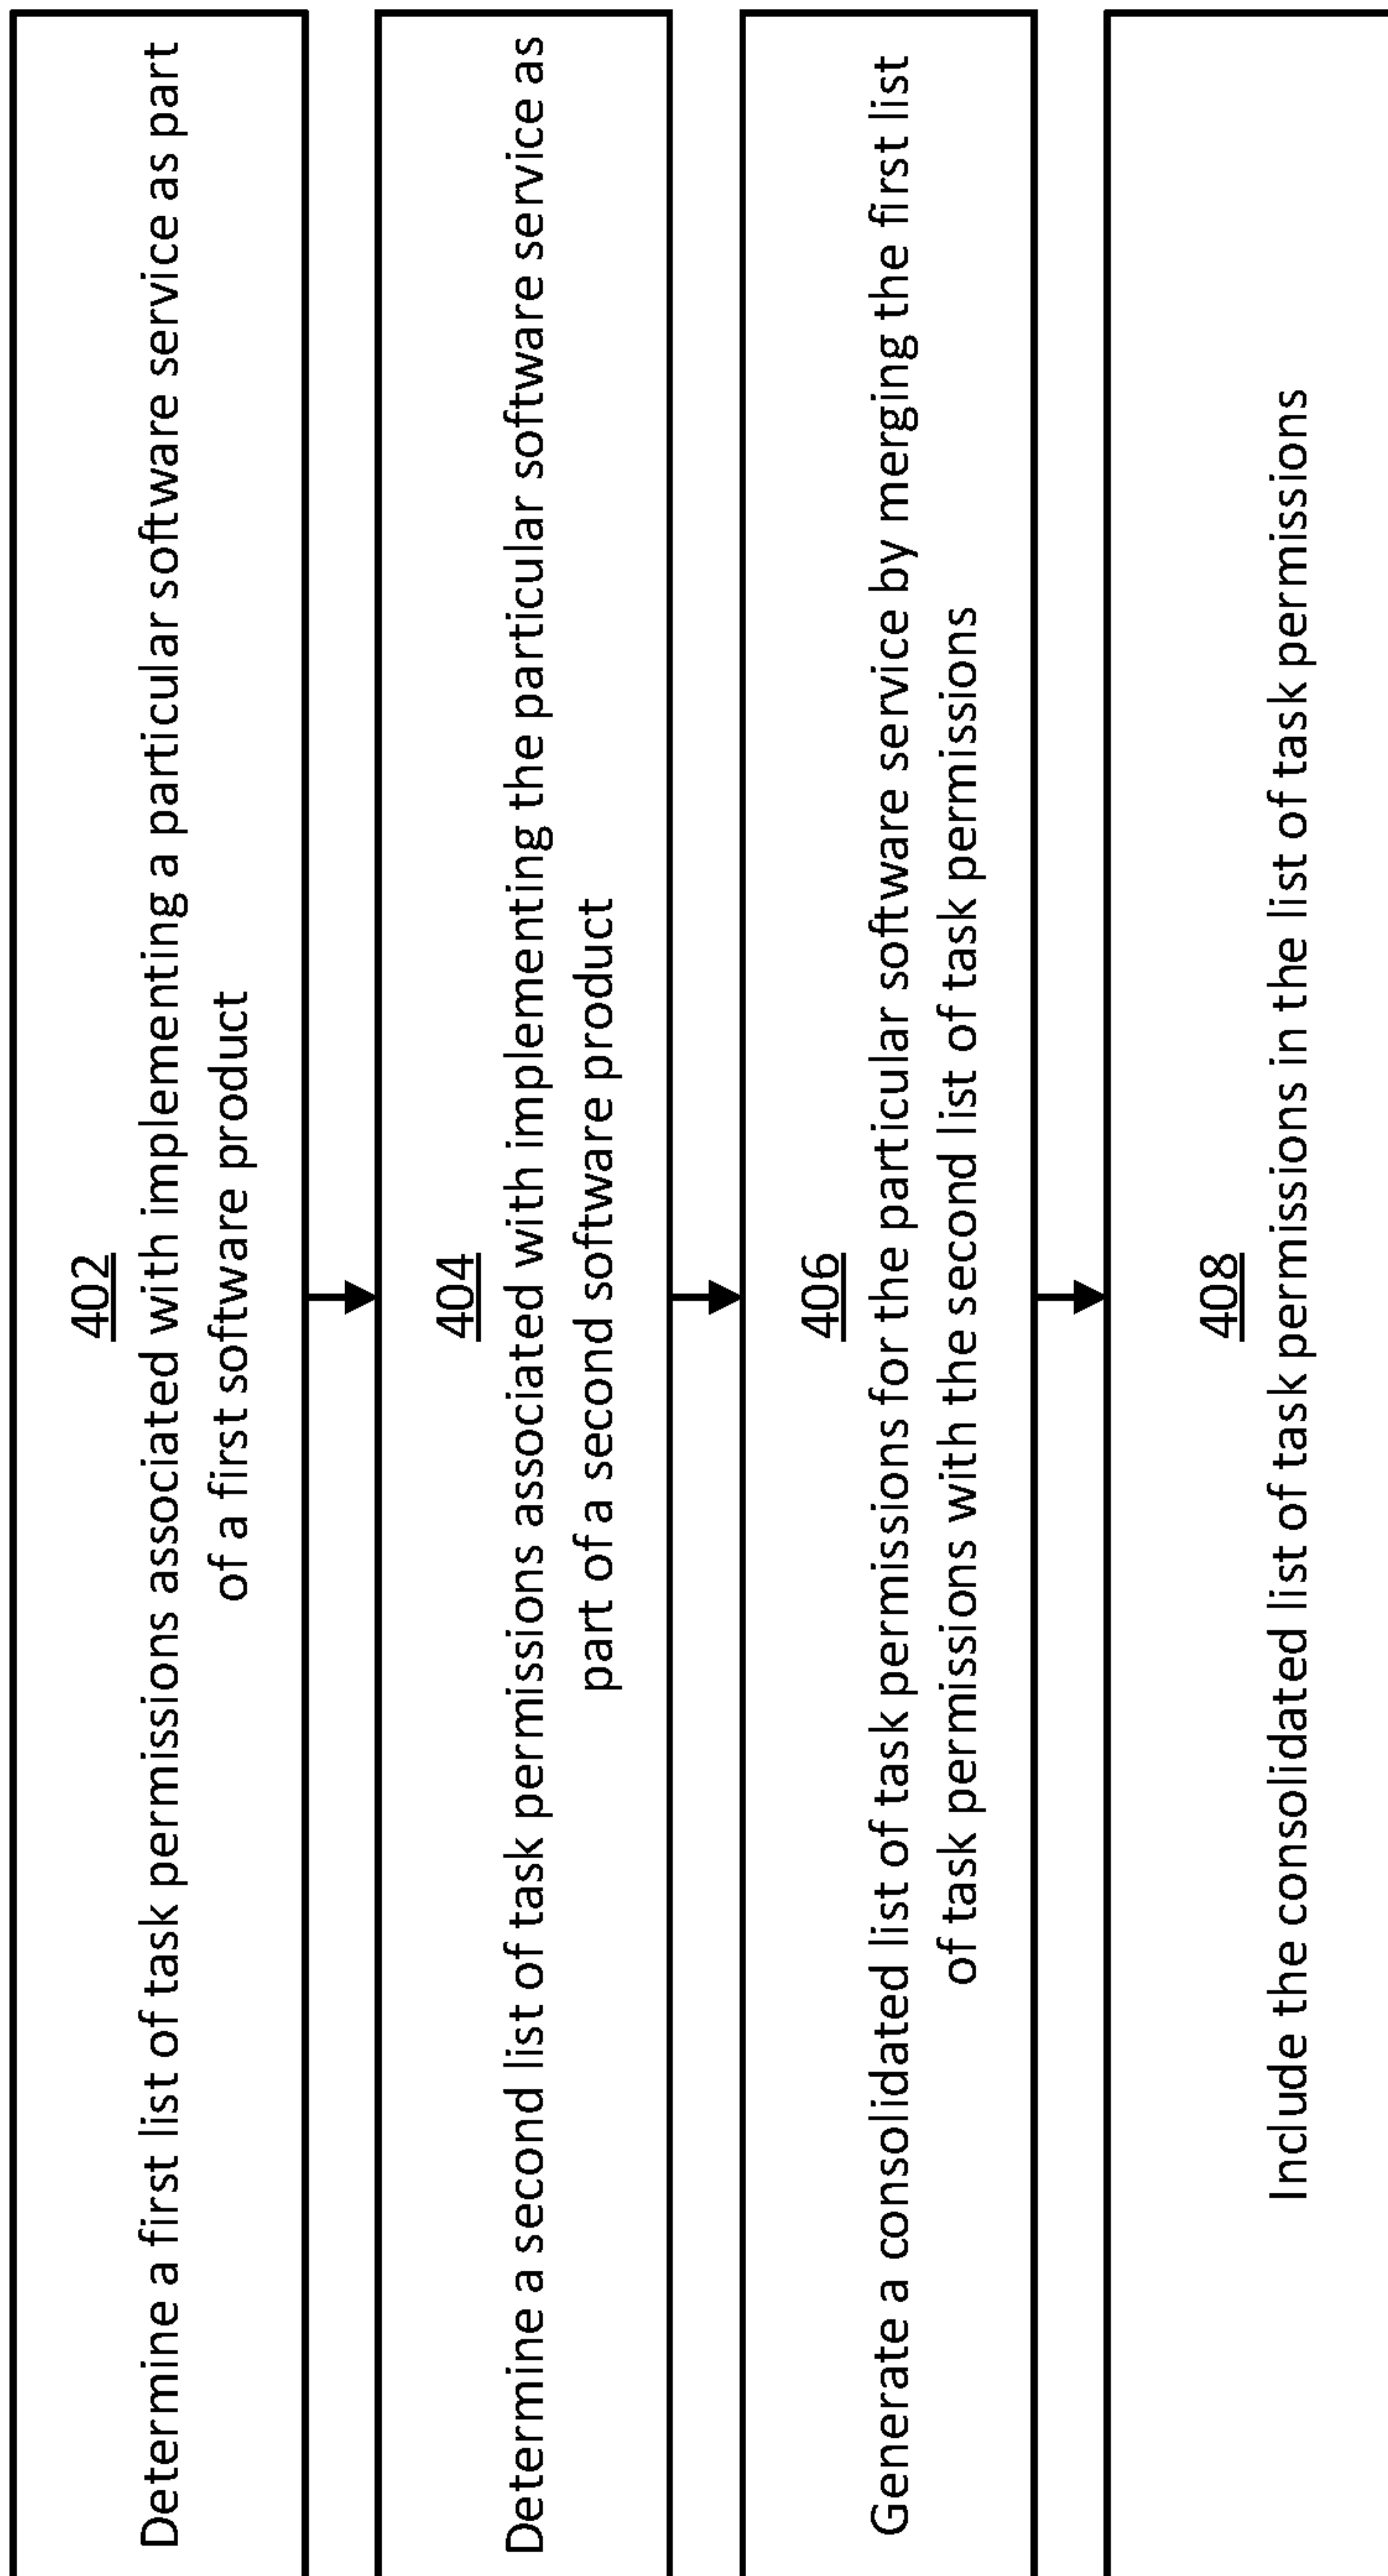 402
Determine a first list of task permissions associated with implementing a particular software service as part
of a first software product
404
Determine a second list of task permissions associated with implementing the particular software service as
part of a second software product
406
Generate a consolidated list of task permissions for the particular software service by merging the first list
of task permissions with the second list of task permissions
408
Include the consolidated list of task permissions in the list of task permissions